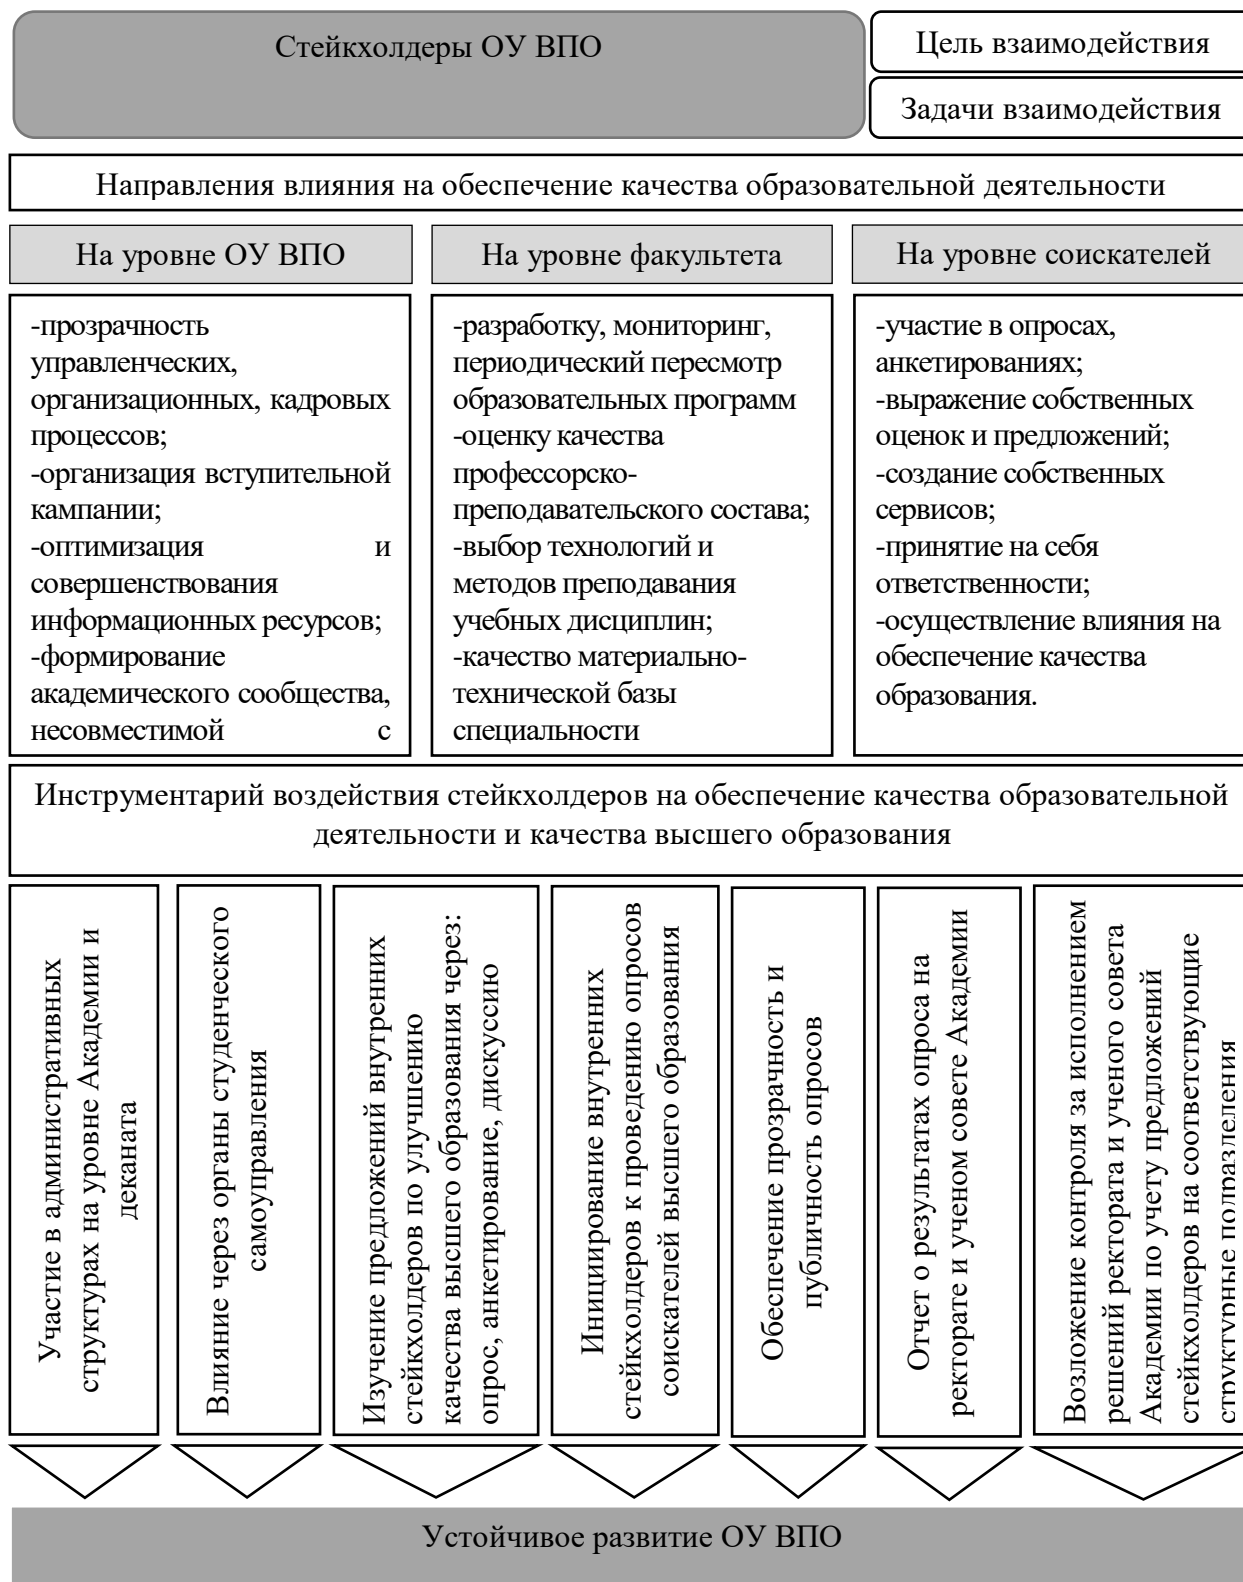 Стейкхолдеры ОУ ВПО
Цель взаимодействия
Задачи взаимодействия
Направления влияния на обеспечение качества образовательной деятельности
На уровне ОУ ВПО
-прозрачность
управленческих,
организационных, кадровых
процессов;
-организация вступительной
кампании;
-оптимизация и
совершенствования
информационных ресурсов;
-формирование
академического сообщества,
несовместимой с
На уровне факультета
-разработку, мониторинг,
периодический пересмотр
образовательных программ
-оценку качества
профессорско-
преподавательского состава;
-выбор технологий и
методов преподавания
учебных дисциплин;
-качество материально-
технической базы
специальности
На уровне соискателей
-участие в опросах,
анкетированиях;
-выражение собственных
оценок и предложений;
-создание собственных
сервисов;
-принятие на себя
ответственности;
-осуществление влияния на
обеспечение качества
образования.
Инструментарий воздействия стейкхолдеров на обеспечение качества образовательной
деятельности и качества высшего образования
Участие в административных
структурах на уровне Академии и
деканата
Влияние через органы студенческого
самоуправления
Изучение предложений внутренних
стейкхолдеров по улучшению
качества высшего образования через:
опрос, анкетирование, дискуссию
Инициирование внутренних
стейкхолдеров к проведению опросов
соискателей высшего образования
Обеспечение прозрачность и
публичность опросов
Отчет о результатах опроса на
ректорате и ученом совете Академии
Возложение контроля за исполнением
решений ректората и ученого совета
Академии по учету предложений
стейкхолдеров на соответствующие
структурные подразделения
Устойчивое развитие ОУ ВПО